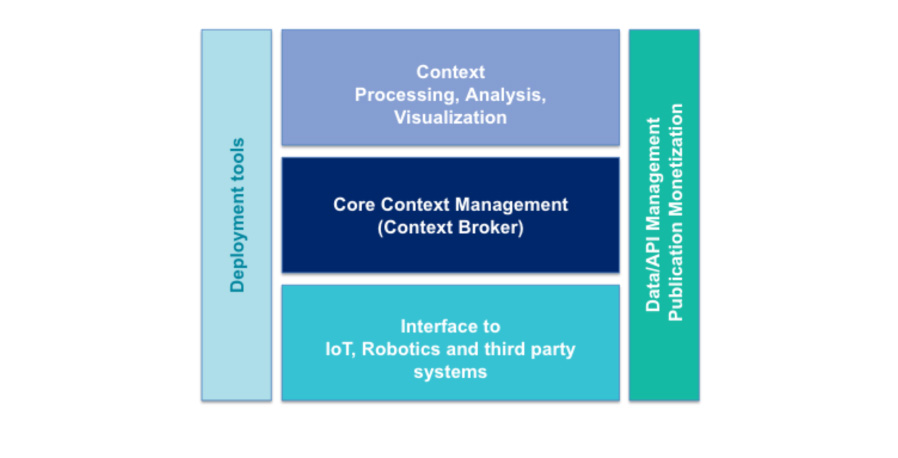 Deployment tools
Context
Processing, Analysis,
Visualization
Core Context Management
(Context Broker)
Interface to
IoT, Robotics and third party
systems
Data/API Management
Publication Monetization